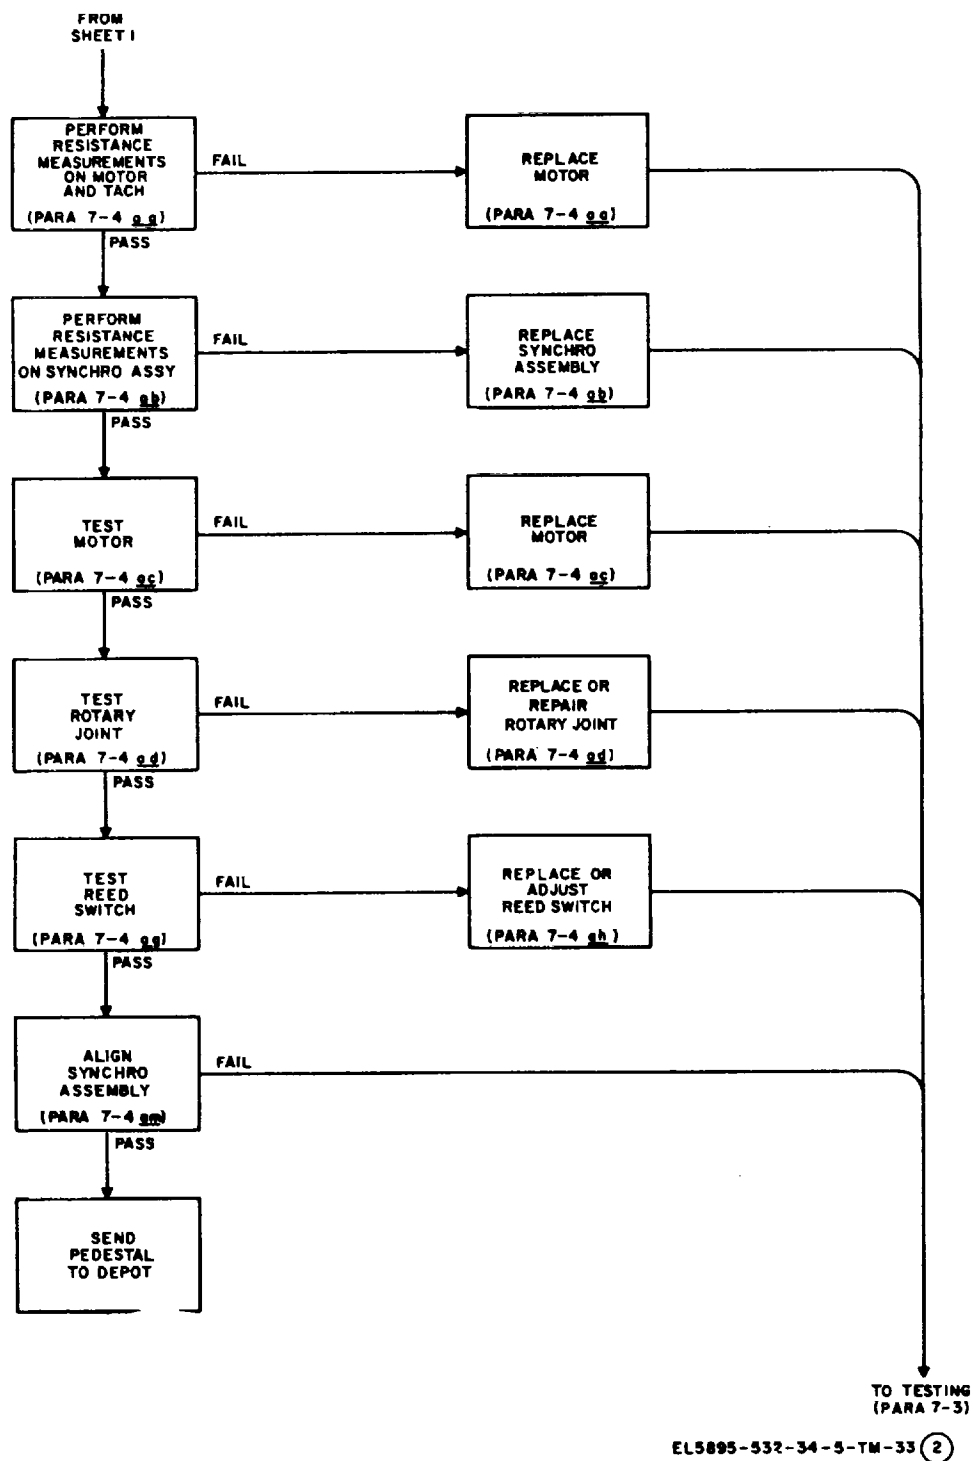 FROM
SHEET 1
PERFORM
RESISTANCE
MEASUREMENTS
ON MOTOR
AND TACH
(PARA 7-4 aa)
FAIL
REPLACE
MOTOR
(PARA 7-4 aa)
PASS
PERFORM
RESISTANCE
MEASUREMENTS
ON SYNCHRO ASSY
(PARA 7-4 ab)
FAIL
REPLACE
SYNCHRO
ASSEMBLY
(PARA 7-4 ab)
PASS
TEST
MOTOR
(PARA 7-4 ac)
FAIL
REPLACE
MOTOR
(PARA 7-4 ac)
PASS
TEST
ROTARY
JOINT
(PARA 7-4 ad)
FAIL
REPLACE OR
REPAIR
ROTARY JOINT
(PARA 7-4 ad)
PASS
TEST
REED
SWITCH
(PARA 7-4 ag)
FAIL
REPLACE OR
ADJUST
REED SWITCH
(PARA 7-4 ah)
PASS
ALIGN
SYNCHRO
ASSEMBLY
(PARA 7-4 am)
FAIL
PASS
SEND
PEDESTAL
TO DEPOT
TO TESTING
(PARA 7-3)
EL5895-532-34-5-TM-33 2